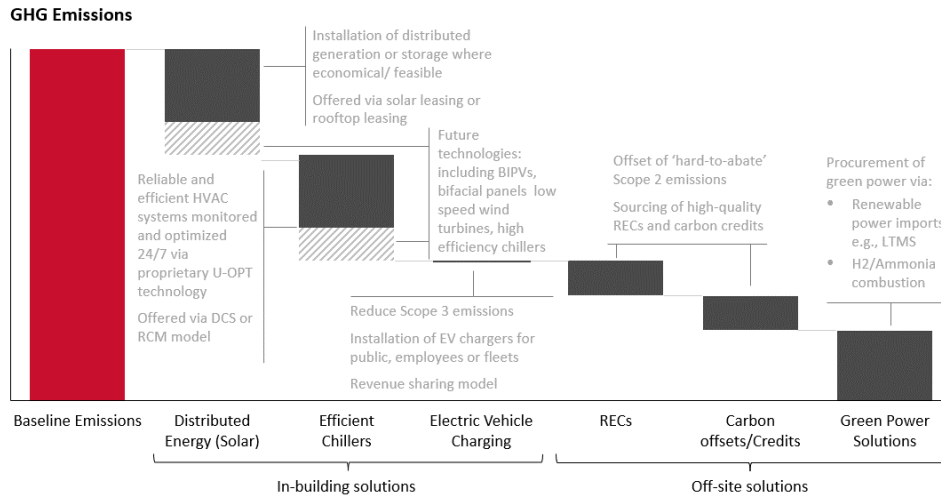 GHG Emissions
Installation of distributed
generation or storage where
economical/ feasible
Offered via solar leasing or
rooftop leasing
Reliable and
efficient HVAC
systems monitored
and optimized
24/7 via
proprietary U-OPT
technology
Offered via DCS or
RCM model
Future
technologies:
including BIPVs,
bifacial panels low
speed wind
turbines, high
efficiency chillers
Reduce Scope 3 emissions
Installation of EV chargers for
public, employees or fleets
Revenue sharing model
Offset of ‘hard-to-abate’
Scope 2 emissions
Sourcing of high-quality
RECs and carbon credits
Procurement of
green power via:
• Renewable
power imports
e.g., LTMS
• H2/Ammonia
combustion
Baseline Emissions
Distributed
Energy (Solar)
Efficient
Chillers
Electric Vehicle
Charging
RECs
Carbon
offsets/Credits
Green Power
Solutions
In-building solutions
Off-site solutions